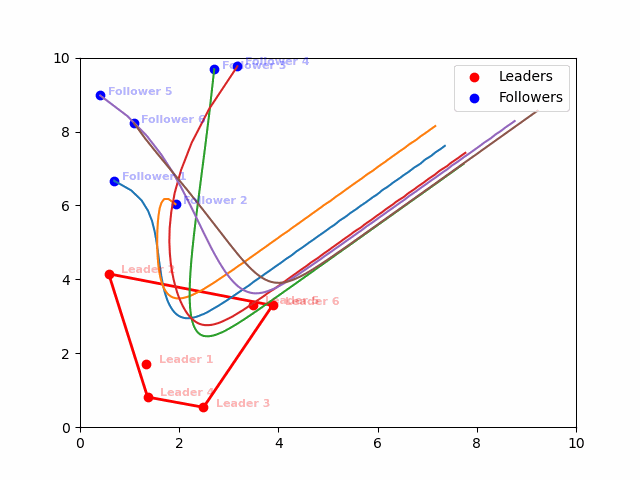 10
Leaders
Followers
Follower 3
Follower 4
Follower 5
Follower 6
8
Follower 1
Follower 2
6
Leader 2
4
Leader 5
Leader 6
2
Leader 1
Leader 4
Leader 3
0
0 2 4 6 8 10